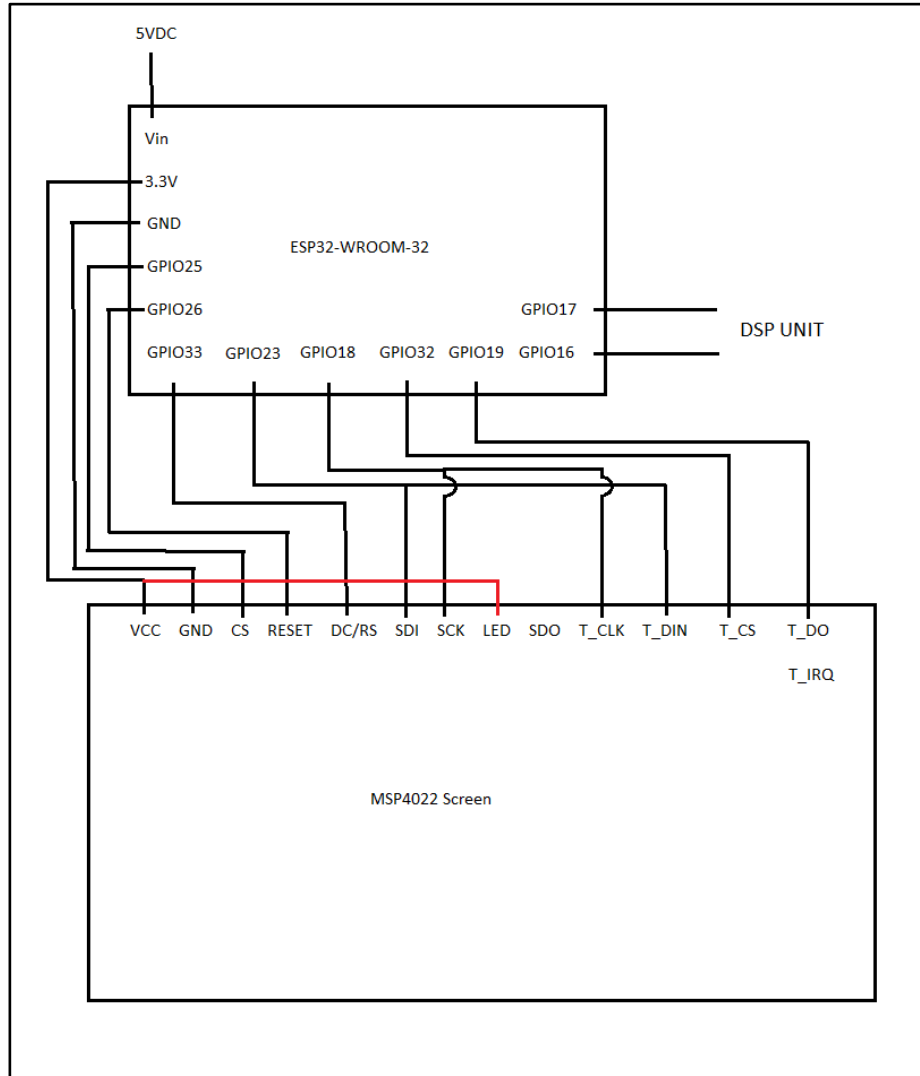 5VDC
Vin
3.3V
GND
ESP32-WROOM-32
GPIO25
GPIO26
GPIO17
DSP UNIT
GPIO33 GPIO23 GPIO18 GPIO32 GPIO19 GPIO16
VCC GND CS RESET DC/RS SDI SCK LED SDO T_CLK T_DIN T_CS T_DO
T_IRQ
MSP4022 Screen